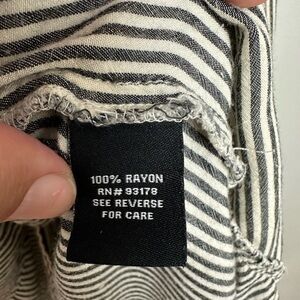 100% RAYON
RN# 93178
SEE REVERSE
FOR CARE